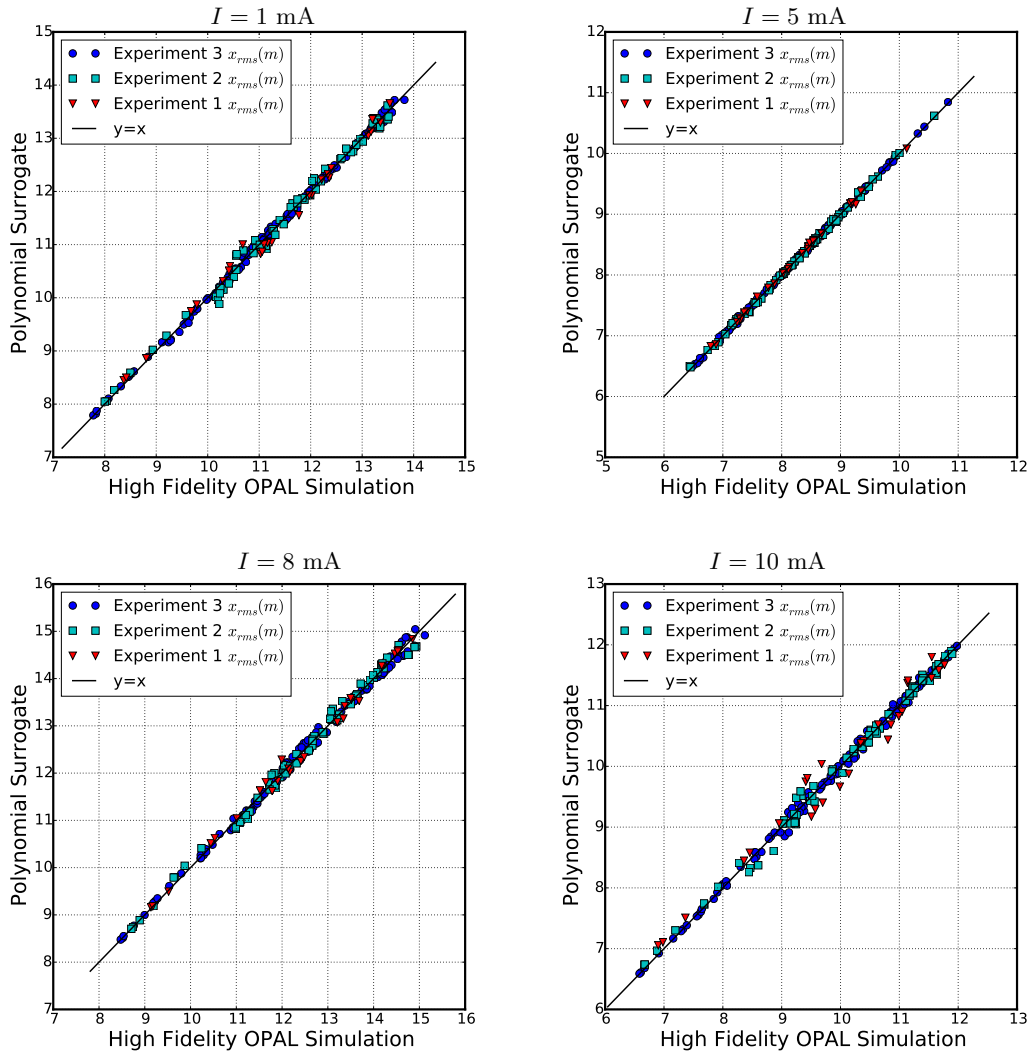 I = 1 mA
15
14
13
12
11
10
9
8
7
Polynomial Surrogate
Experiment 3 x_rms(m)
Experiment 2 x_rms(m)
Experiment 1 x_rms(m)
y=x
7 8 9 10 11 12 13 14 15
High Fidelity OPAL Simulation
I = 5 mA
12
11
10
9
8
7
6
5
Polynomial Surrogate
Experiment 3 x_rms(m)
Experiment 2 x_rms(m)
Experiment 1 x_rms(m)
y=x
5 6 7 8 9 10 11 12
High Fidelity OPAL Simulation
I = 8 mA
16
15
14
13
12
11
10
9
8
7
Polynomial Surrogate
Experiment 3 x_rms(m)
Experiment 2 x_rms(m)
Experiment 1 x_rms(m)
y=x
7 8 9 10 11 12 13 14 15 16
High Fidelity OPAL Simulation
I = 10 mA
13
12
11
10
9
8
7
6
Polynomial Surrogate
Experiment 3 x_rms(m)
Experiment 2 x_rms(m)
Experiment 1 x_rms(m)
y=x
6 7 8 9 10 11 12 13
High Fidelity OPAL Simulation